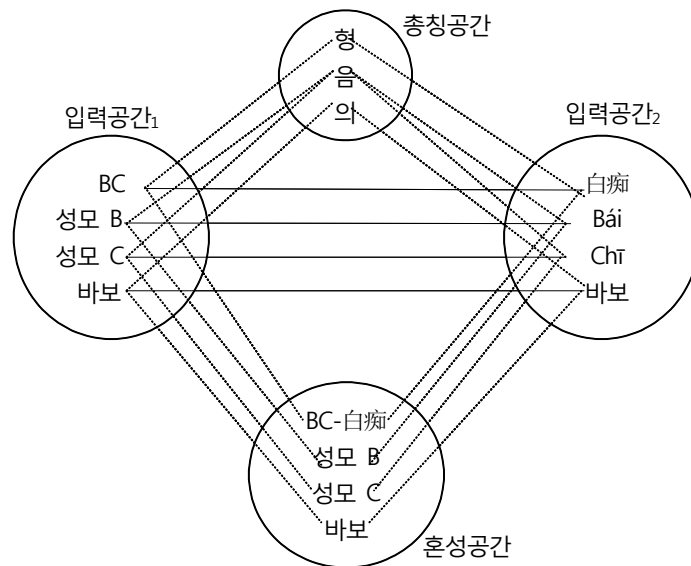 총칭공간
형
음
의
입력공간1
BC
성모 B
성모 C
바보
입력공간2
白痴
Bái
Chī
바보
BC-白痴
성모 B
성모 C
바보
혼성공간